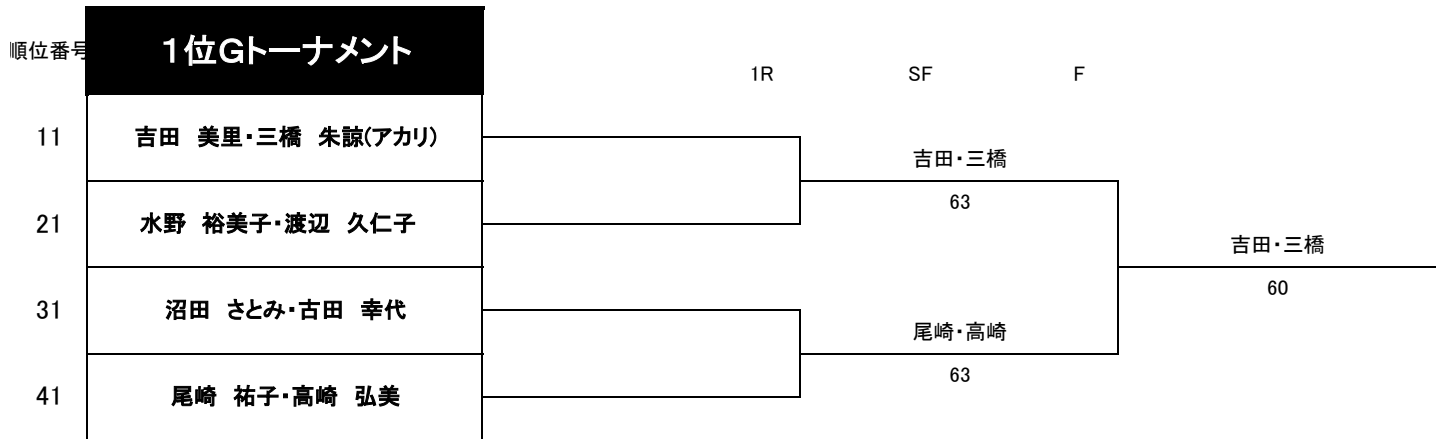 順位番号 1位Gトーナメント
1R SF F
11 吉田 美里・三橋 朱諒(アカリ)
吉田・三橋
63
21 水野 裕美子・渡辺 久仁子
吉田・三橋
60
31 沼田 さとみ・古田 幸代
尾崎・高崎
63
41 尾崎 祐子・高崎 弘美